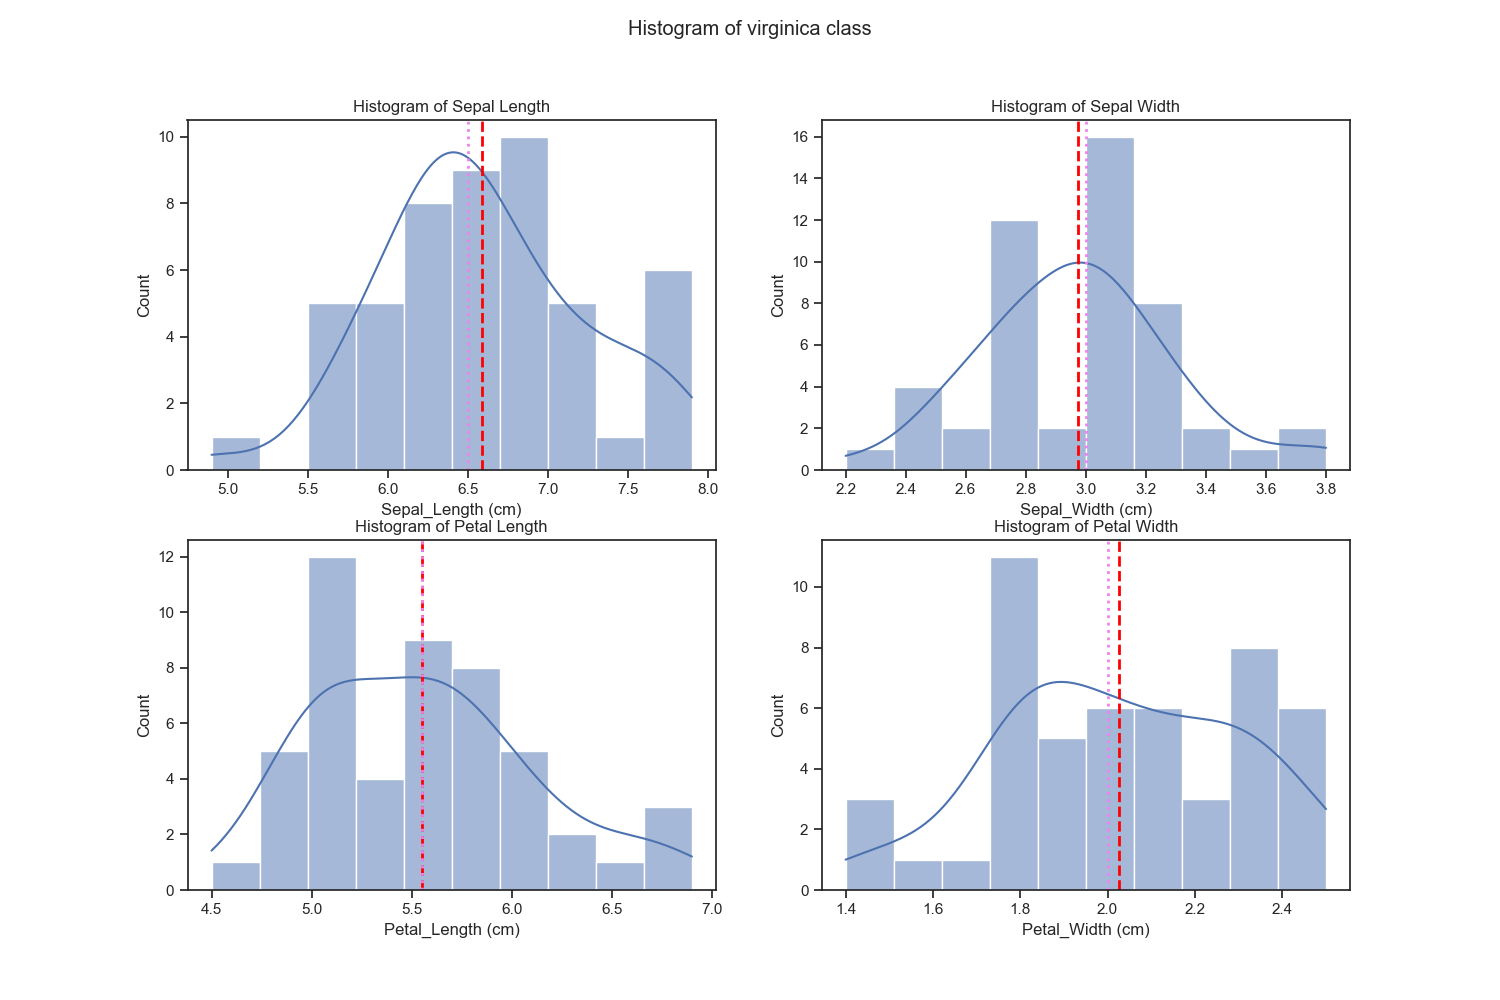 Histogram of virginica class
Histogram of Sepal Length
10
8
6
4
2
0
Count
5.0 5.5 6.0 6.5 7.0 7.5 8.0
Sepal_Length (cm)
Histogram of Sepal Width
16
14
12
10
8
6
4
2
0
Count
2.2 2.4 2.6 2.8 3.0 3.2 3.4 3.6 3.8
Sepal_Width (cm)
Histogram of Petal Length
12
10
8
6
4
2
0
Count
4.5 5.0 5.5 6.0 6.5 7.0
Petal_Length (cm)
Histogram of Petal Width
10
8
6
4
2
0
Count
1.4 1.6 1.8 2.0 2.2 2.4
Petal_Width (cm)